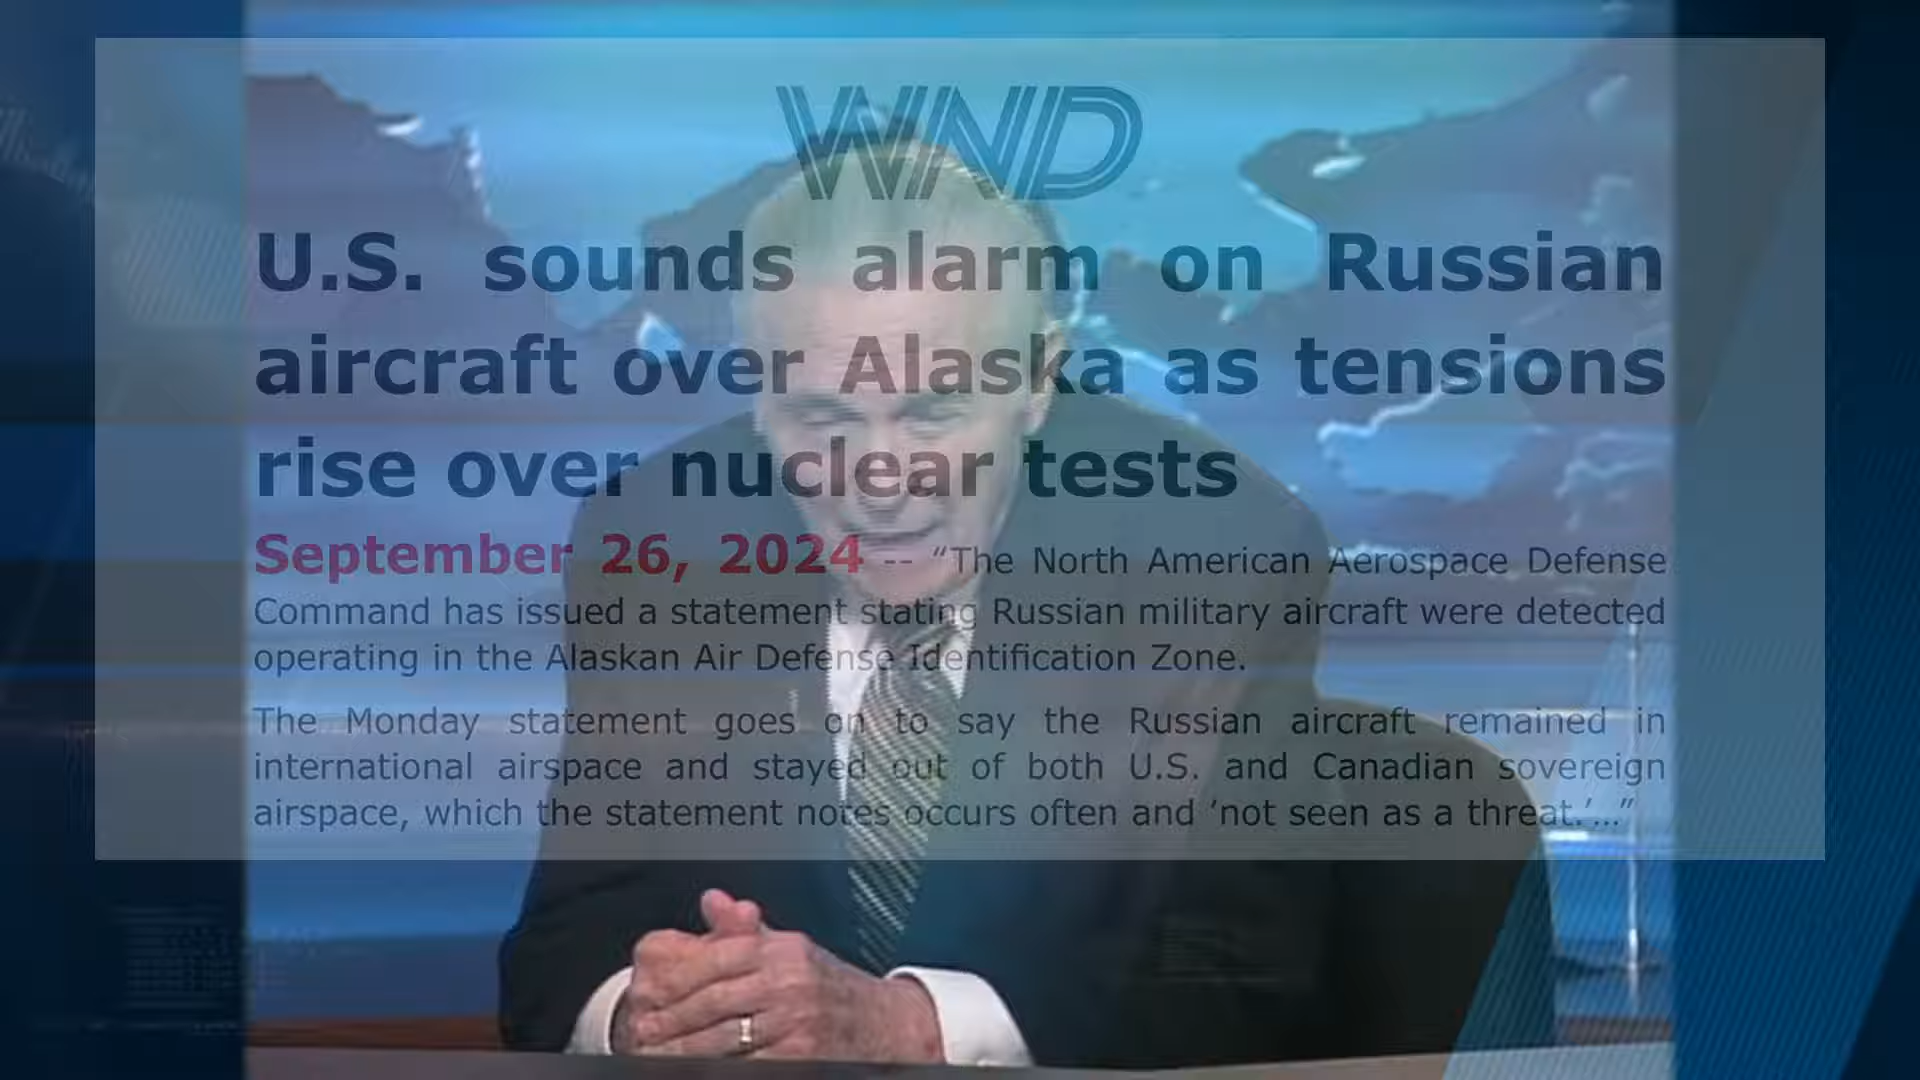 WND
U.S. sounds alarm on Russian
aircraft over Alaska as tensions
rise over nuclear tests
September 26, 2024 -- “The North American Aerospace Defense
Command has issued a statement stating Russian military aircraft were detected
operating in the Alaskan Air Defense Identification Zone.
The Monday statement goes on to say the Russian aircraft remained in
international airspace and stayed out of both U.S. and Canadian sovereign
airspace, which the statement notes occurs often and ‘not seen as a threat.’…”